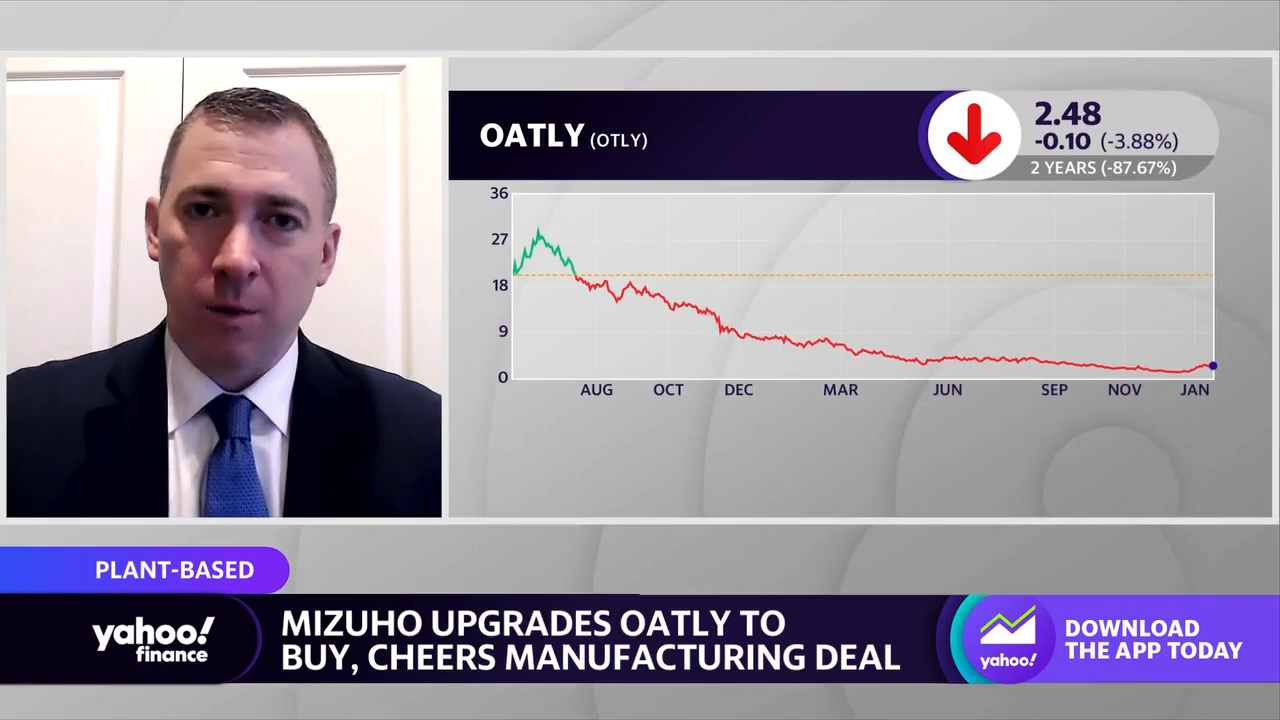 OATLY (OTLY)
2.48
-0.10 (-3.88%)
2 YEARS (-87.67%)
36
27
18
9
0
AUG OCT DEC MAR JUN SEP NOV JAN
PLANT-BASED
yahoo!
finance
MIZUHO UPGRADES OATLY TO
BUY, CHEERS MANUFACTURING DEAL
yahoo!
DOWNLOAD
THE APP TODAY